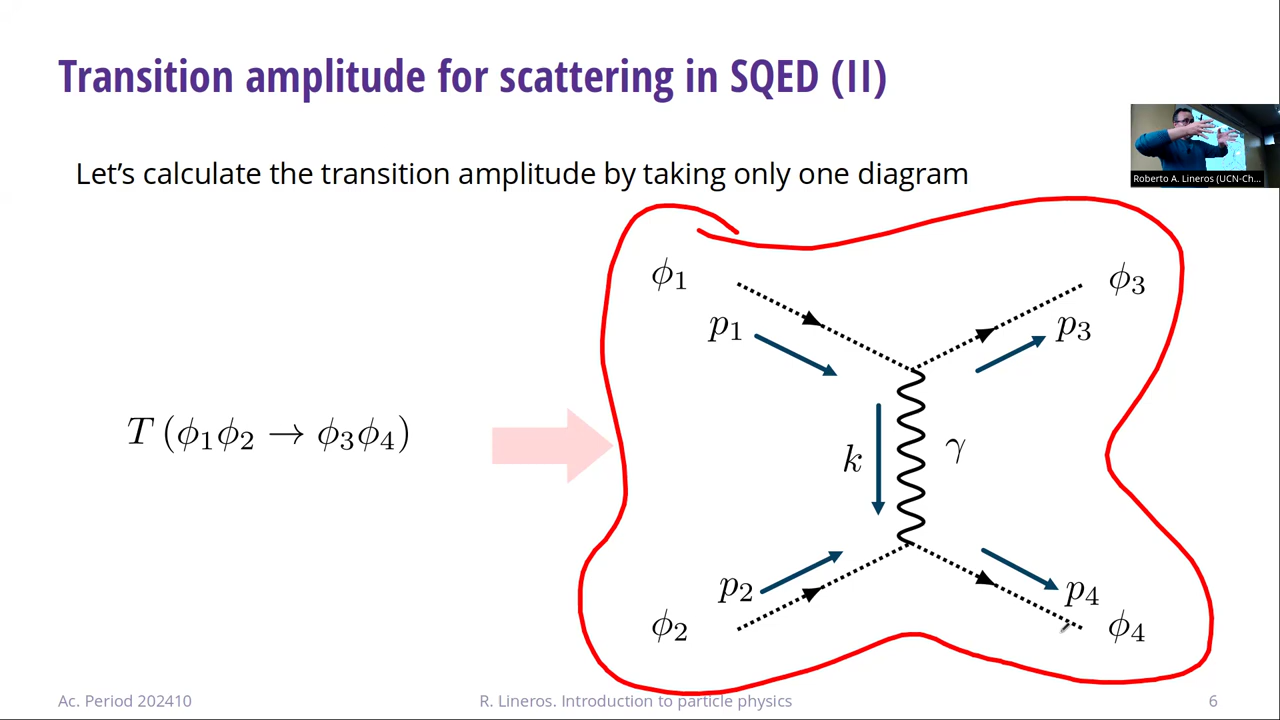 Transition amplitude for scattering in SQED (II)
Roberto A. Lineros (UCN-Ch...
Let's calculate the transition amplitude by taking only one diagram
ϕ₁
ϕ₃
p₁
p₃
T (ϕ₁ϕ₂ → ϕ₃ϕ₄)
k
γ
p₂
p₄
ϕ₂
ϕ₄
Ac. Period 202410
R. Lineros. Introduction to particle physics
6